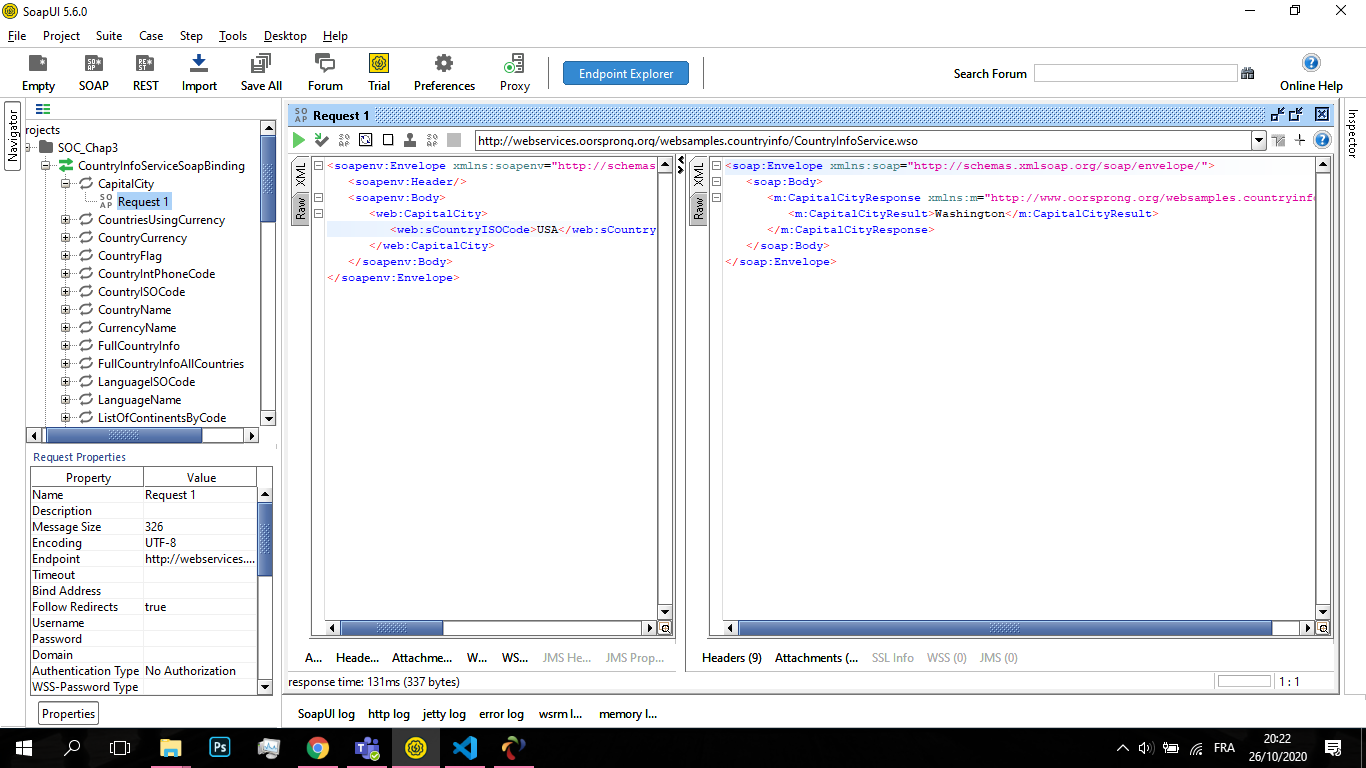 SoapUI 5.6.0
File Project Suite Case Step Tools Desktop Help
Empty SOAP REST Import Save All Forum Trial Preferences Proxy Endpoint Explorer Search Forum Online Help
Navigator
rojects
SOC_Chap3
CountryInfoServiceSoapBinding
CapitalCity
Request 1
CountriesUsingCurrency
CountryCurrency
CountryFlag
CountryIntPhoneCode
CountryISOCode
CountryName
CurrencyName
FullCountryInfo
FullCountryInfoAllCountries
LanguageISOCode
LanguageName
ListOfContinentsByCode
Request Properties
Property Value
Name Request 1
Description
Message Size 326
Encoding UTF-8
Endpoint http://webservices....
Timeout
Bind Address
Follow Redirects true
Username
Password
Domain
Authentication Type No Authorization
WSS-Password Type
Properties
SO AP Request 1
http://webservices.oorsprong.org/websamples.countryinfo/CountryInfoService.wso
XML
Raw
<soapenv:Envelope xmlns:soapenv="http://schemas
<soapenv:Header/>
<soapenv:Body>
<web:CapitalCity>
<web:sCountryISOCode>USA</web:sCountry
</web:CapitalCity>
</soapenv:Body>
</soapenv:Envelope>
A... Heade... Attachme... W... WS... JMS He... JMS Prop...
XML
Raw
<soap:Envelope xmlns:soap="http://schemas.xmlsoap.org/soap/envelope/">
<soap:Body>
<m:CapitalCityResponse xmlns:m="http://www.oorsprong.org/websamples.countryinfo
<m:CapitalCityResult>Washington</m:CapitalCityResult>
</m:CapitalCityResponse>
</soap:Body>
</soap:Envelope>
Headers (9) Attachments (... SSL Info WSS (0) JMS (0)
response time: 131ms (337 bytes) 1 : 1
Inspector
SoapUI log http log jetty log error log wsrm l... memory l...
FRA
20:22
26/10/2020